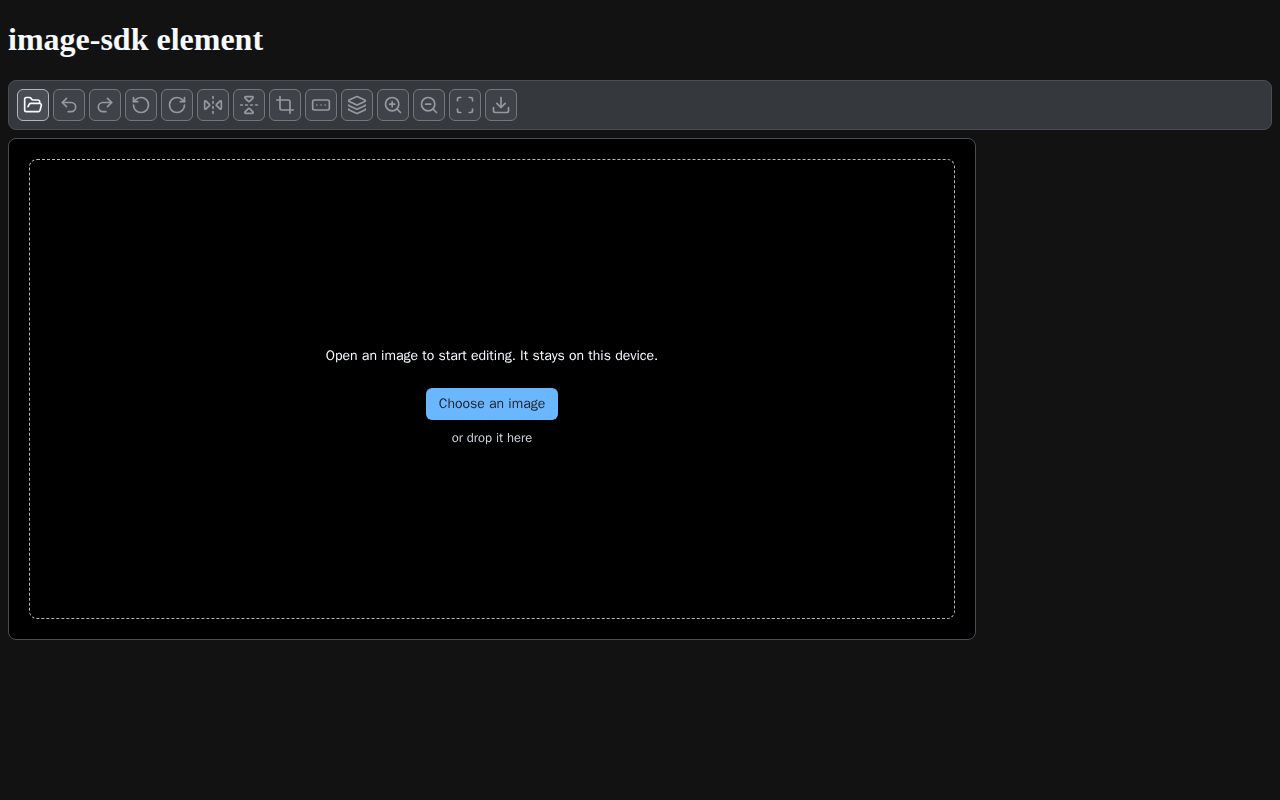 image-sdk element
Open an image to start editing. It stays on this device.
Choose an image
or drop it here